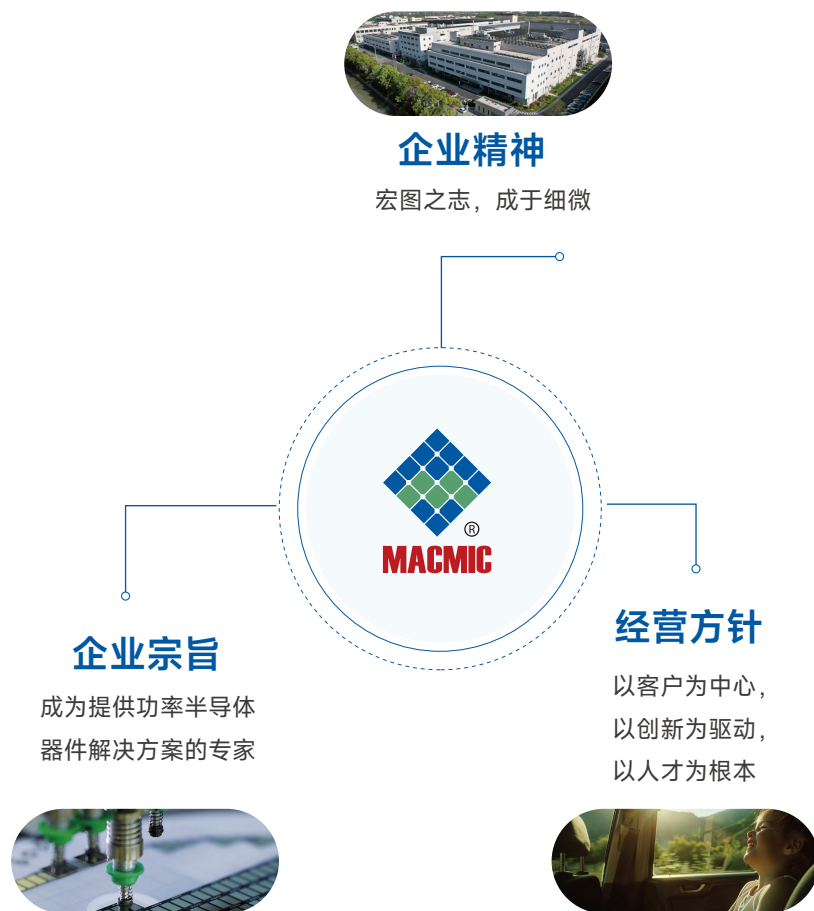 企业精神
宏图之志，成于细微
®
MACMIC
企业宗旨
成为提供功率半导体
器件解决方案的专家
经营方针
以客户为中心，
以创新为驱动，
以人才为根本